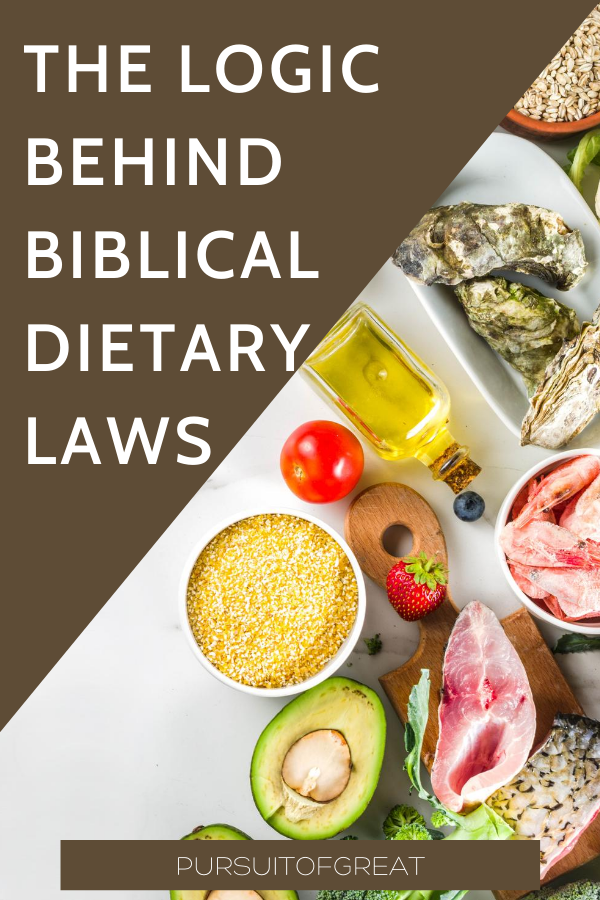 THE LOGIC
BEHIND
BIBLICAL
DIETARY
LAWS
PURSUITOFGREAT